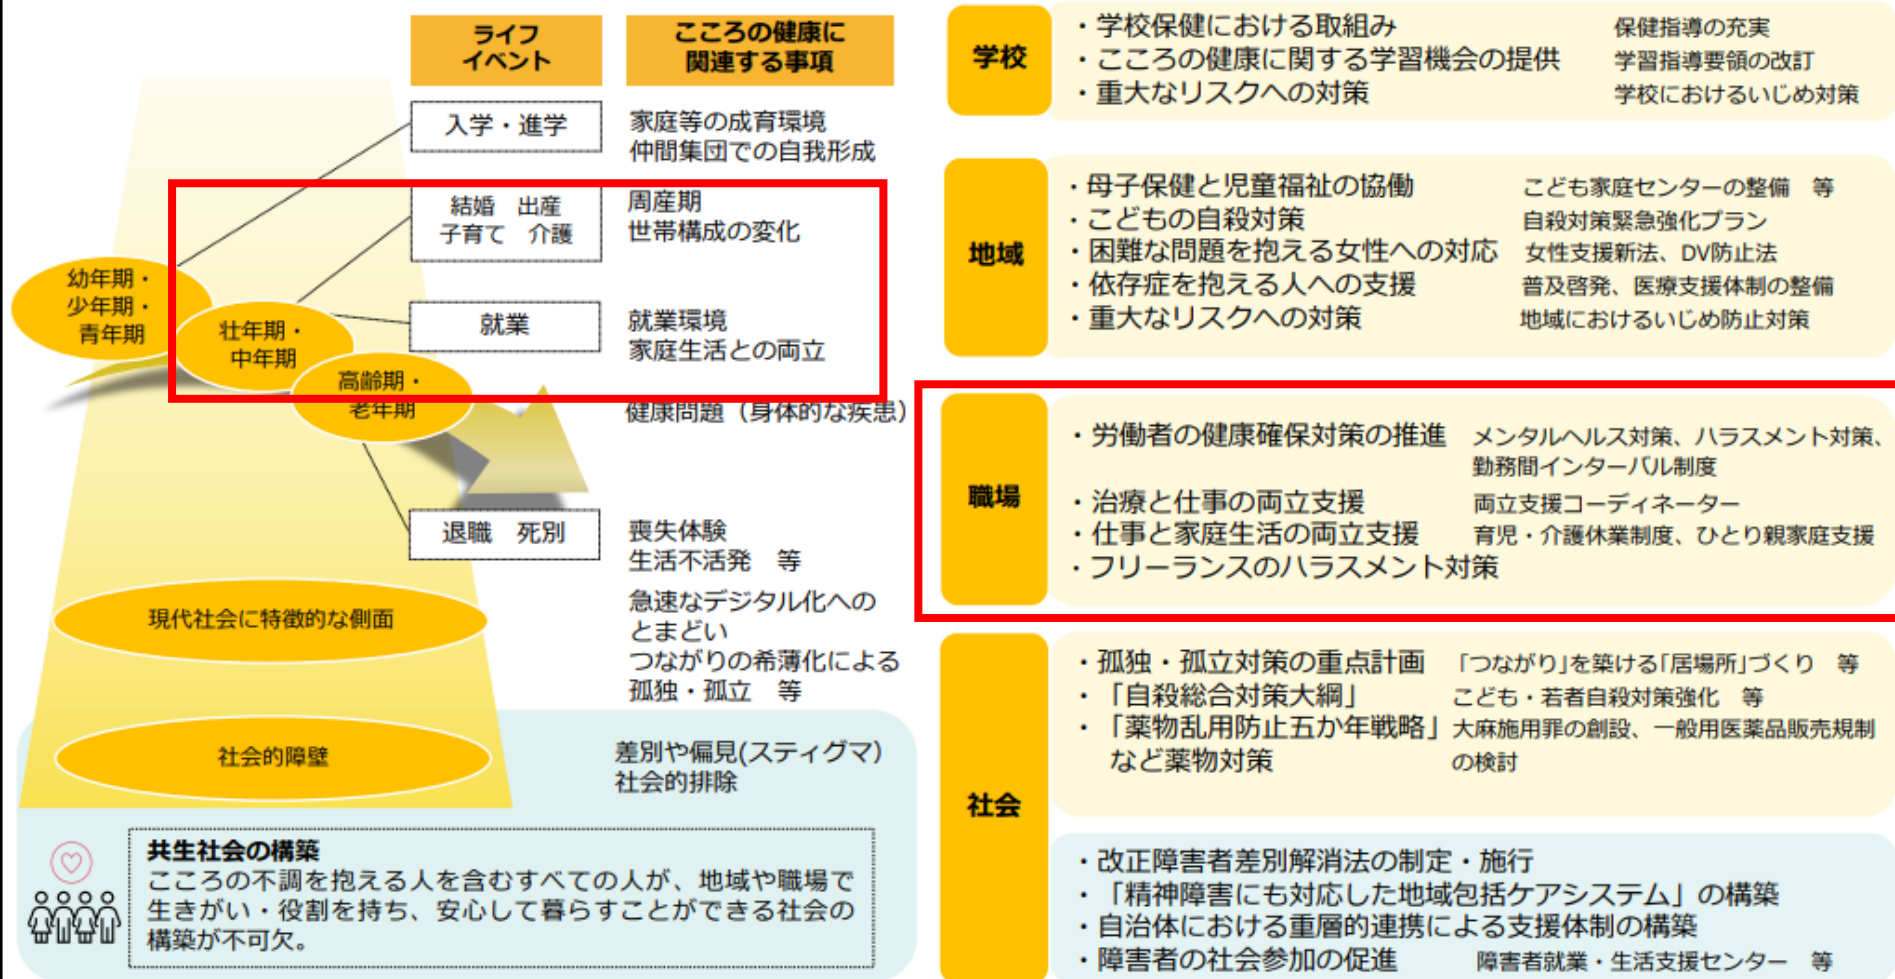 ライフ
イベント
こころの健康に
関連する事項
入学・進学
家庭等の成育環境
仲間集団での自我形成
結婚　出産
子育て　介護
周産期
世帯構成の変化
幼年期・
少年期・
青年期
壮年期・
中年期
就業
就業環境
家庭生活との両立
高齢期・
老年期
健康問題（身体的な疾患）
退職　死別
喪失体験
生活不活発　等
現代社会に特徴的な側面
急速なデジタル化への
とまどい
つながりの希薄化による
孤独・孤立　等
社会的障壁
差別や偏見(スティグマ）
社会的排除
共生社会の構築
こころの不調を抱える人を含むすべての人が、地域や職場で
生きがい・役割を持ち、安心して暮らすことができる社会の
構築が不可欠。
学校
・学校保健における取組み　保健指導の充実
・こころの健康に関する学習機会の提供　学習指導要領の改訂
・重大なリスクへの対策　学校におけるいじめ対策
地域
・母子保健と児童福祉の協働　こども家庭センターの整備　等
・こどもの自殺対策　自殺対策緊急強化プラン
・困難な問題を抱える女性への対応　女性支援新法、DV防止法
・依存症を抱える人への支援　普及啓発、医療支援体制の整備
・重大なリスクへの対策　地域におけるいじめ防止対策
職場
・労働者の健康確保対策の推進　メンタルヘルス対策、ハラスメント対策、
勤務間インターバル制度
・治療と仕事の両立支援　両立支援コーディネーター
・仕事と家庭生活の両立支援　育児・介護休業制度、ひとり親家庭支援
・フリーランスのハラスメント対策
社会
・孤独・孤立対策の重点計画　「つながり」を築ける「居場所」づくり　等
・「自殺総合対策大綱」　こども・若者自殺対策強化　等
・「薬物乱用防止五か年戦略」　大麻施用罪の創設、一般用医薬品販売規制
など薬物対策　の検討
・改正障害者差別解消法の制定・施行
・「精神障害にも対応した地域包括ケアシステム」の構築
・自治体における重層的連携による支援体制の構築
・障害者の社会参加の促進　障害者就業・生活支援センター　等